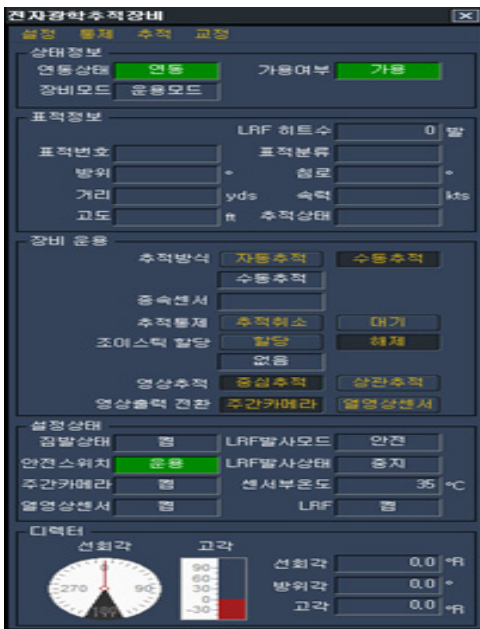 전자광학추적장비
설정 통제 추적 교정
상태정보
연동상태 연동 가용여부 가용
장비모드 운용모드
표적정보
LRF 히트수 0 발
표적번호 표적분류
방위 ° 침로 °
거리 yds 속력 kts
고도 ft 추적상태
장비 운용
추적방식 자동추적 수동추적
수동추적
종속센서
추적통제 추적취소 대기
조이스틱 할당 할당 해제
없음
영상추적 중심추적 상관추적
영상출력 전환 주간카메라 열영상센서
설정상태
짐발상태 켬 LRF발사모드 안전
안전스위치 운용 LRF발사상태 중지
주간카메라 켬 센서부온도 35 °C
열영상센서 켬 LRF 켬
디렉터
선회각 고각
0 90 180 270
90 60 30 0 -30
선회각 0,0 °R
방위각 0,0 °
고각 0,0 °R